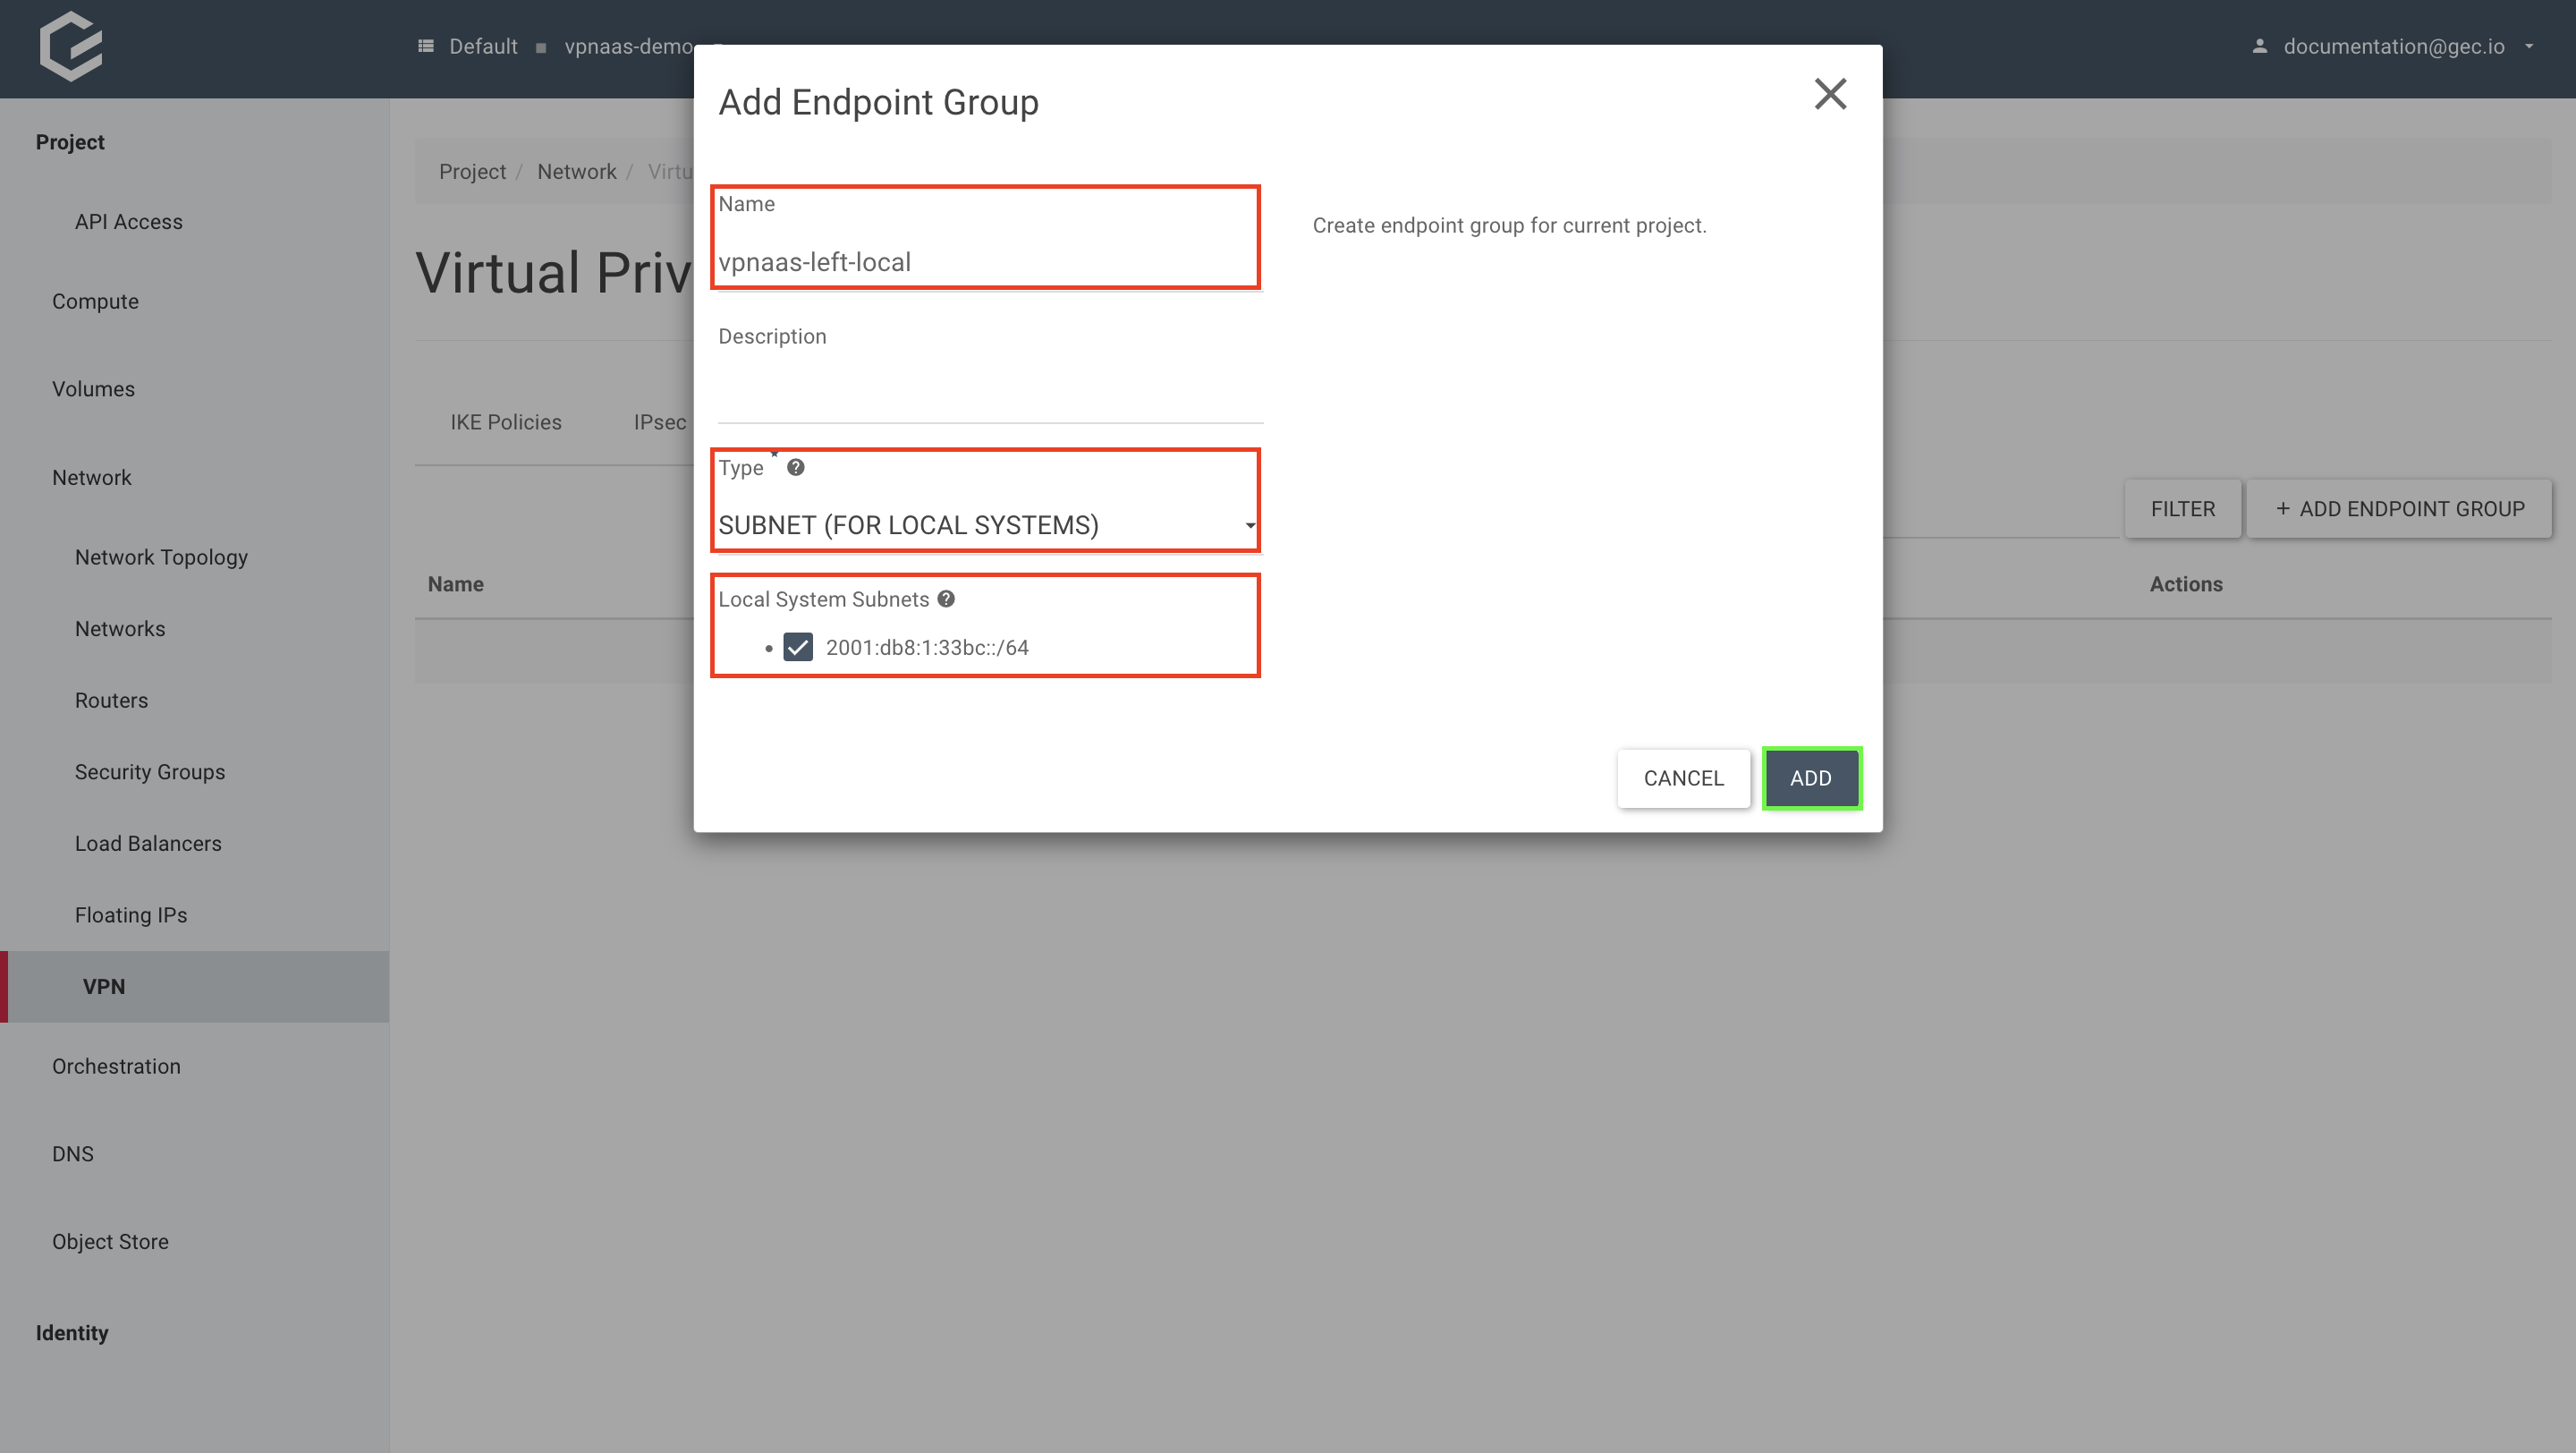 Default vpnaas-demo
documentation@gec.io
Project
API Access
Compute
Volumes
Network
Network Topology
Networks
Routers
Security Groups
Load Balancers
Floating IPs
VPN
Orchestration
DNS
Object Store
Identity
Project / Network / Virtu
Virtual Priv
IKE Policies IPsec
FILTER
+ ADD ENDPOINT GROUP
Name
Actions
Add Endpoint Group
Name
vpnaas-left-local
Description
Type *
SUBNET (FOR LOCAL SYSTEMS)
Local System Subnets
2001:db8:1:33bc::/64
Create endpoint group for current project.
CANCEL
ADD